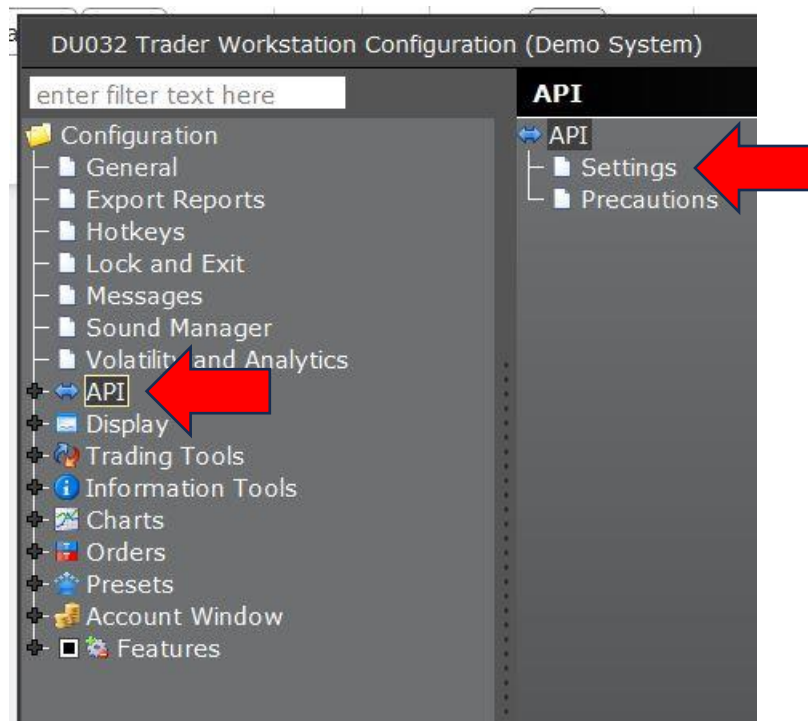 DU032 Trader Workstation Configuration (Demo System)
enter filter text here
Configuration
General
Export Reports
Hotkeys
Lock and Exit
Messages
Sound Manager
Volatility and Analytics
API
Display
Trading Tools
Information Tools
Charts
Orders
Presets
Account Window
Features
API
API
Settings
Precautions